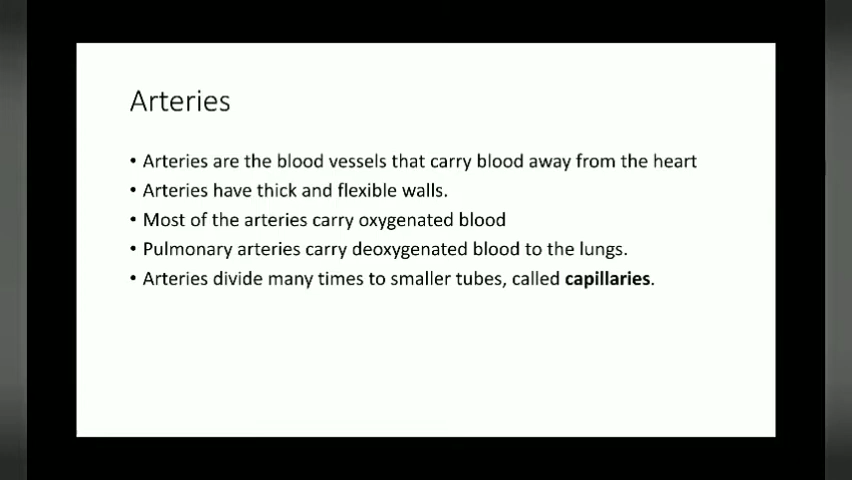 Arteries
• Arteries are the blood vessels that carry blood away from the heart
• Arteries have thick and flexible walls.
• Most of the arteries carry oxygenated blood
• Pulmonary arteries carry deoxygenated blood to the lungs.
• Arteries divide many times to smaller tubes, called capillaries.